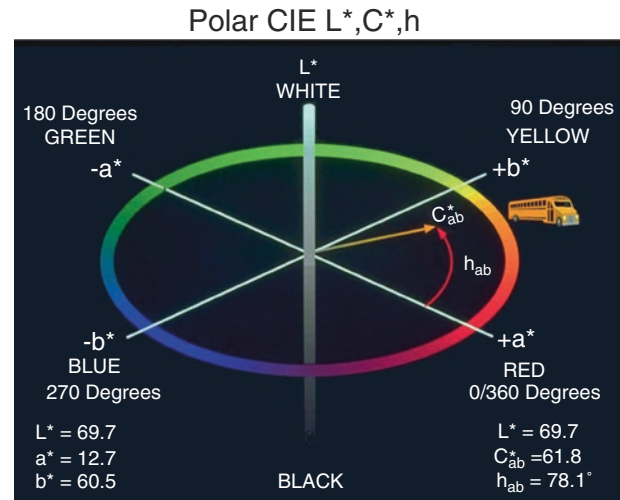 Polar CIE L*,C*,h
L*
WHITE
180 Degrees
GREEN
-a*
90 Degrees
YELLOW
+b*
C*ab
hab
-b*
BLUE
270 Degrees
+a*
RED
0/360 Degrees
L* = 69.7
a* = 12.7
b* = 60.5
BLACK
L* = 69.7
C*ab =61.8
hab = 78.1°